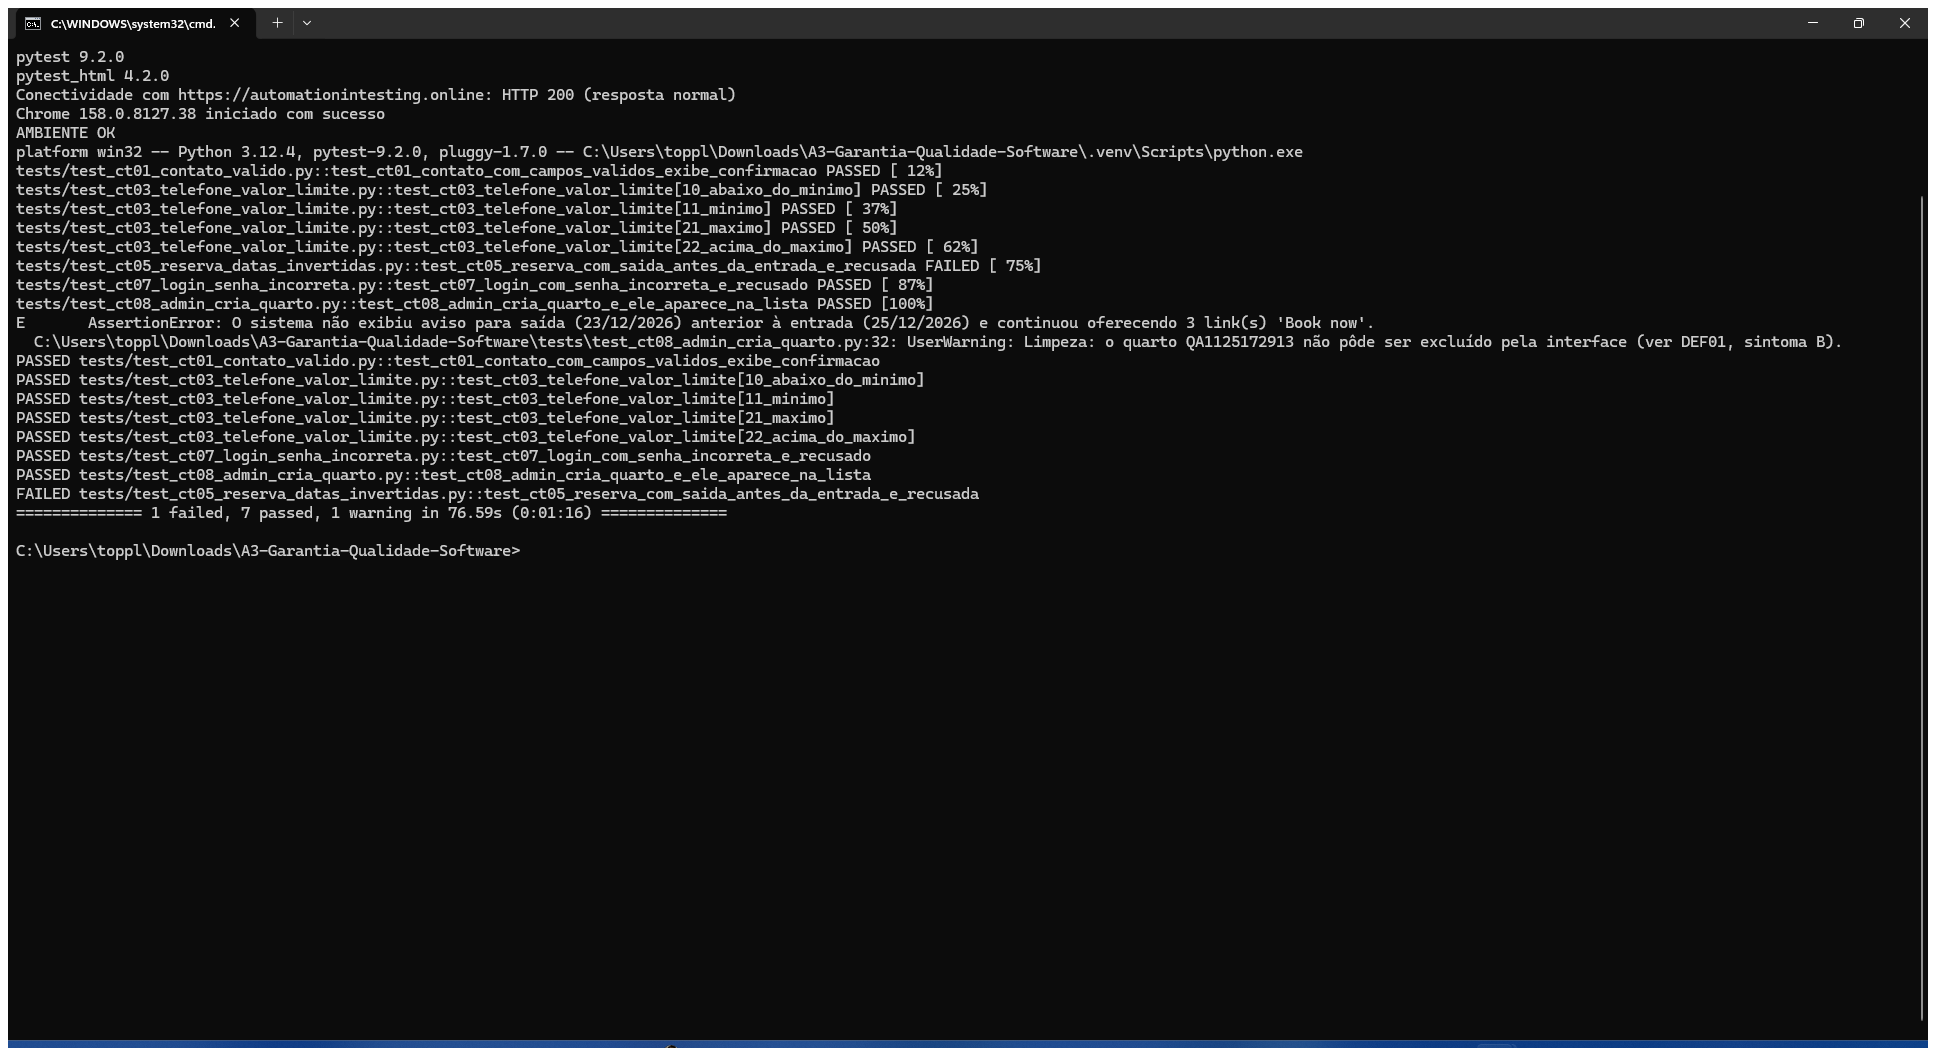 C:\WINDOWS\system32\cmd.
pytest 9.2.0
pytest_html 4.2.0
Conectividade com https://automationintesting.online: HTTP 200 (resposta normal)
Chrome 158.0.8127.38 iniciado com sucesso
AMBIENTE OK
platform win32 -- Python 3.12.4, pytest-9.2.0, pluggy-1.7.0 -- C:\Users\toppl\Downloads\A3-Garantia-Qualidade-Software\.venv\Scripts\python.exe
tests/test_ct01_contato_valido.py::test_ct01_contato_com_campos_validos_exibe_confirmacao PASSED [ 12%]
tests/test_ct03_telefone_valor_limite.py::test_ct03_telefone_valor_limite[10_abaixo_do_minimo] PASSED [ 25%]
tests/test_ct03_telefone_valor_limite.py::test_ct03_telefone_valor_limite[11_minimo] PASSED [ 37%]
tests/test_ct03_telefone_valor_limite.py::test_ct03_telefone_valor_limite[21_maximo] PASSED [ 50%]
tests/test_ct03_telefone_valor_limite.py::test_ct03_telefone_valor_limite[22_acima_do_maximo] PASSED [ 62%]
tests/test_ct05_reserva_datas_invertidas.py::test_ct05_reserva_com_saida_antes_da_entrada_e_recusada FAILED [ 75%]
tests/test_ct07_login_senha_incorreta.py::test_ct07_login_com_senha_incorreta_e_recusado PASSED [ 87%]
tests/test_ct08_admin_cria_quarto.py::test_ct08_admin_cria_quarto_e_ele_aparece_na_lista PASSED [100%]
E       AssertionError: O sistema não exibiu aviso para saída (23/12/2026) anterior à entrada (25/12/2026) e continuou oferecendo 3 link(s) 'Book now'.
  C:\Users\toppl\Downloads\A3-Garantia-Qualidade-Software\tests\test_ct08_admin_cria_quarto.py:32: UserWarning: Limpeza: o quarto QA1125172913 não pôde ser excluído pela interface (ver DEF01, sintoma B).
PASSED tests/test_ct01_contato_valido.py::test_ct01_contato_com_campos_validos_exibe_confirmacao
PASSED tests/test_ct03_telefone_valor_limite.py::test_ct03_telefone_valor_limite[10_abaixo_do_minimo]
PASSED tests/test_ct03_telefone_valor_limite.py::test_ct03_telefone_valor_limite[11_minimo]
PASSED tests/test_ct03_telefone_valor_limite.py::test_ct03_telefone_valor_limite[21_maximo]
PASSED tests/test_ct03_telefone_valor_limite.py::test_ct03_telefone_valor_limite[22_acima_do_maximo]
PASSED tests/test_ct07_login_senha_incorreta.py::test_ct07_login_com_senha_incorreta_e_recusado
PASSED tests/test_ct08_admin_cria_quarto.py::test_ct08_admin_cria_quarto_e_ele_aparece_na_lista
FAILED tests/test_ct05_reserva_datas_invertidas.py::test_ct05_reserva_com_saida_antes_da_entrada_e_recusada
============== 1 failed, 7 passed, 1 warning in 76.59s (0:01:16) ==============
C:\Users\toppl\Downloads\A3-Garantia-Qualidade-Software>